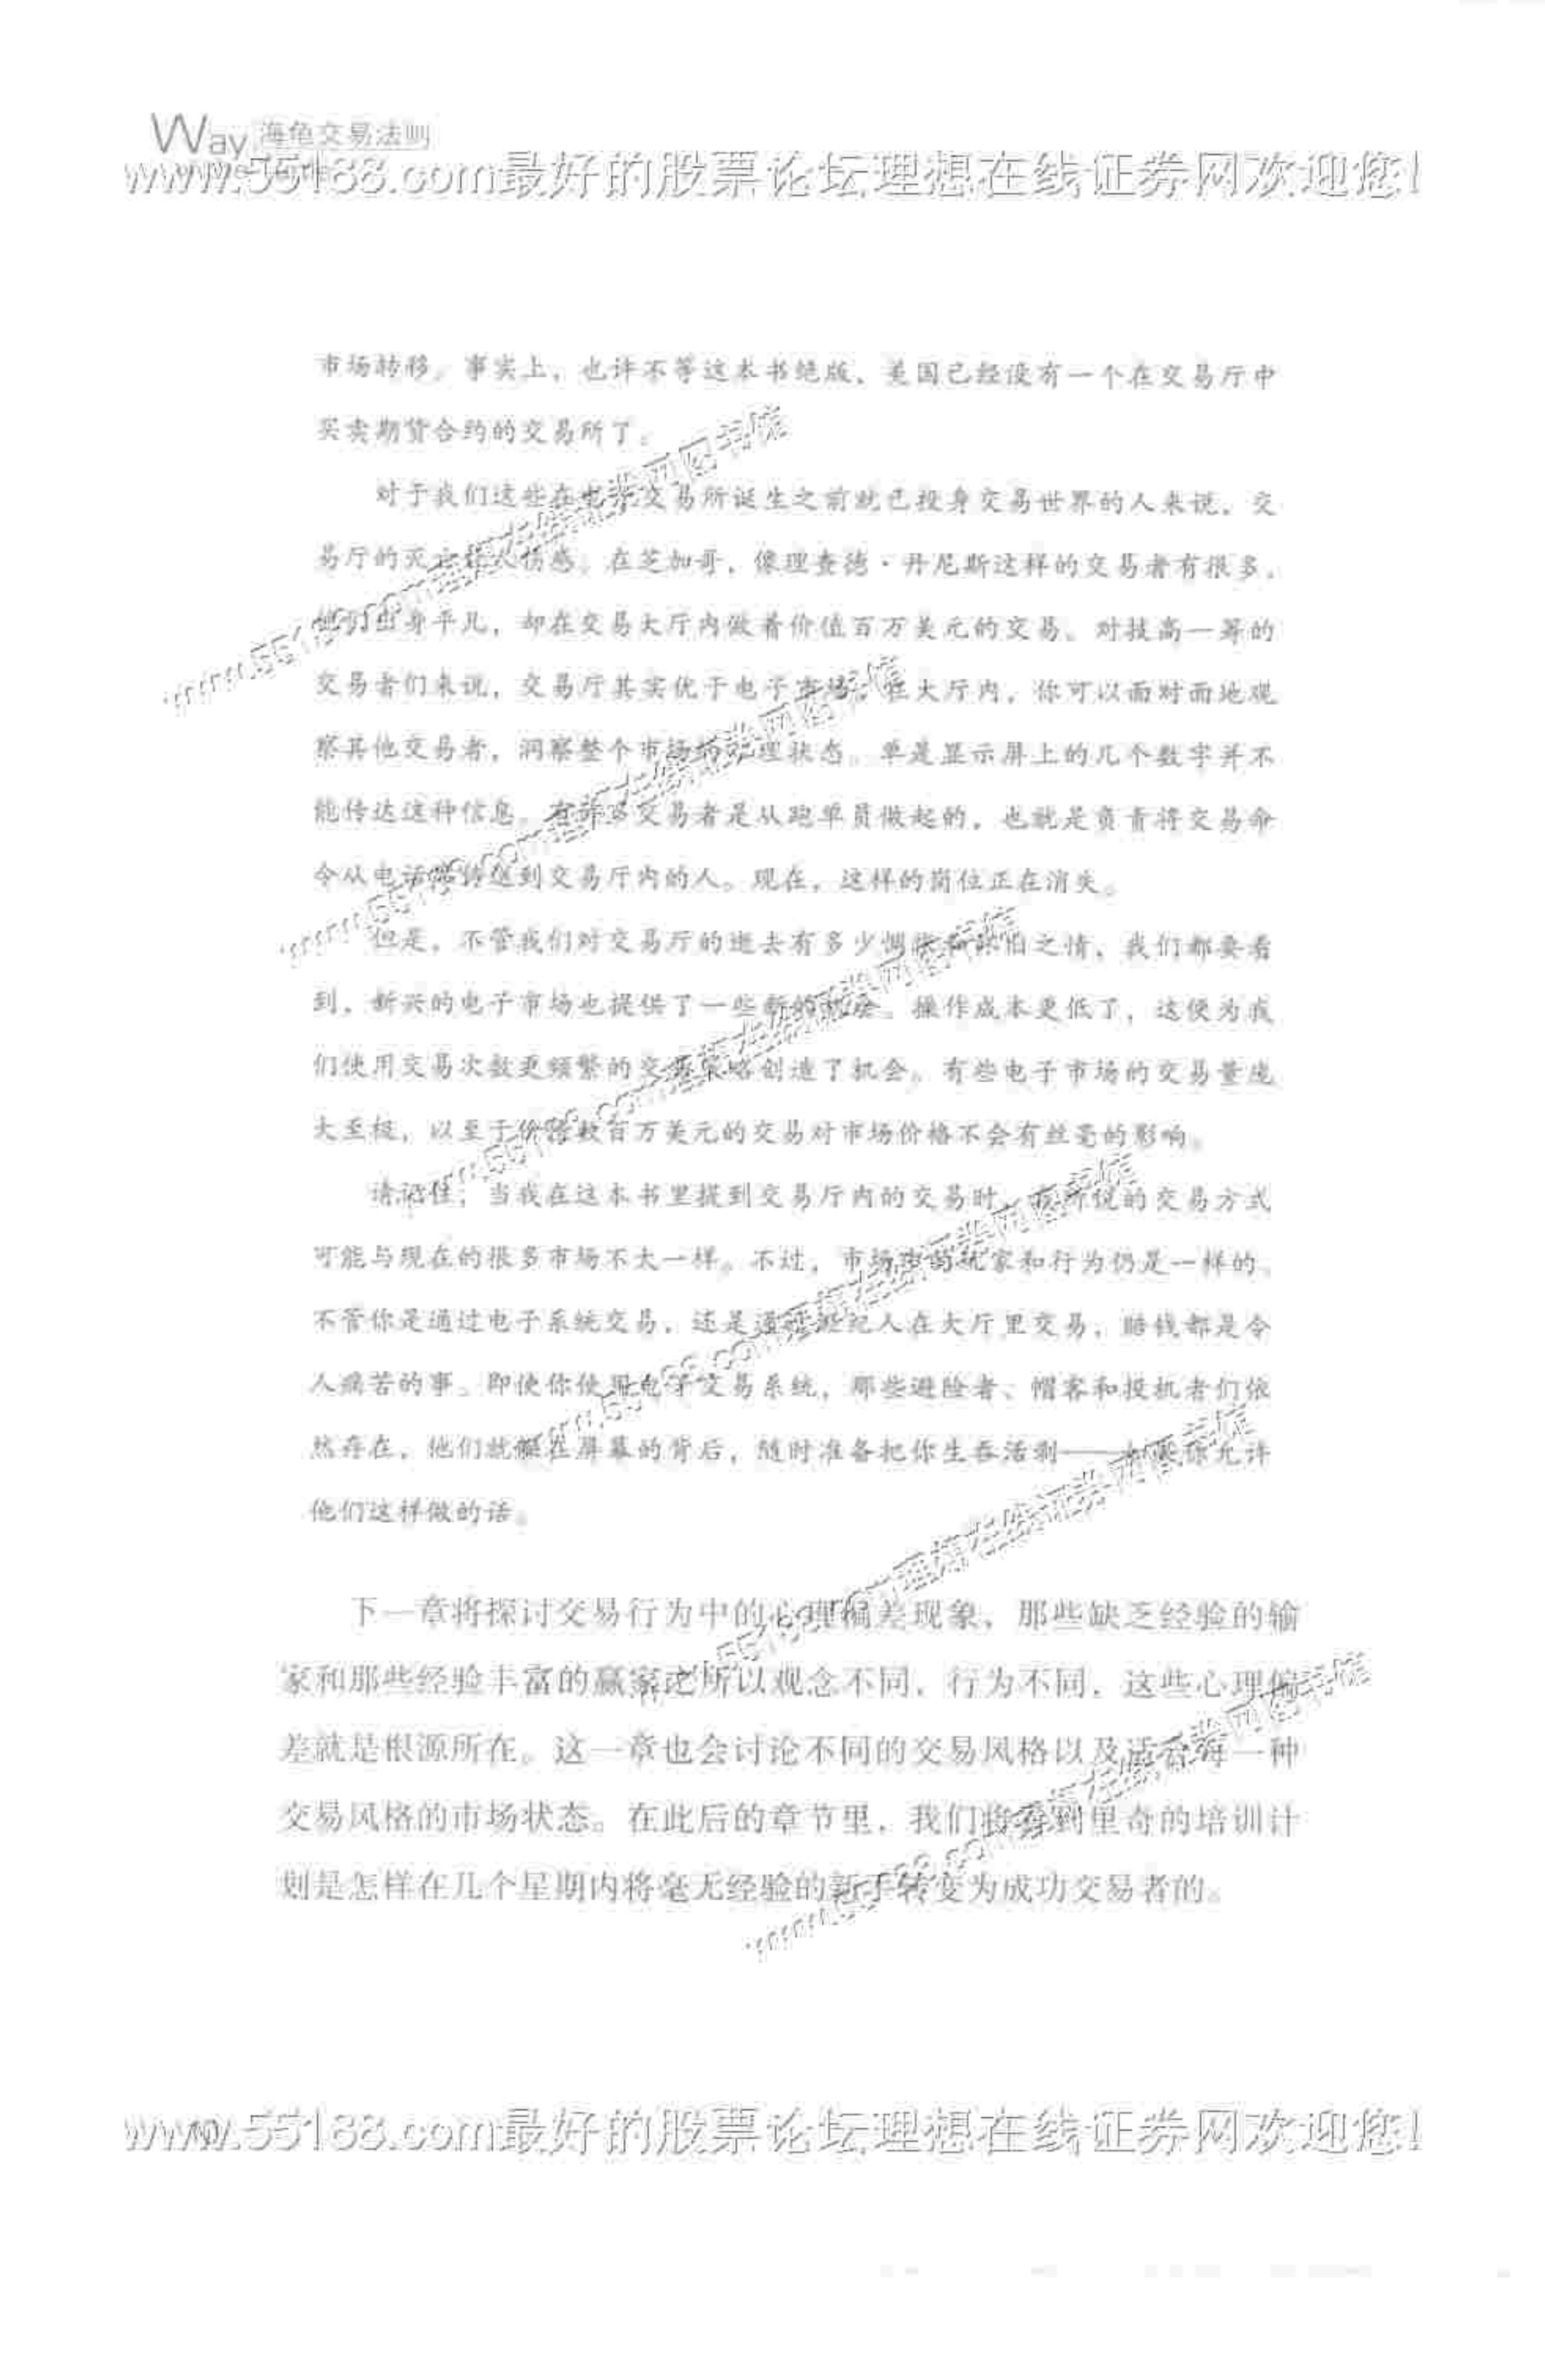 Way 海龟交易法则
www.55188.com最好的股票论坛理想在线证券网欢迎您!
市场转移。事实上,也许不等这本书绝版,美国已经没有一个在交易厅中
买卖期货合约的交易所了。
对于我们这些在电子交易所诞生之前就已投身交易世界的人来说,交
易厅的灭亡让人伤感。在芝加哥,像理查德·丹尼斯这样的交易者有很多。
他们出身平凡,却在交易大厅内做着价值百万美元的交易。对技高一筹的
交易者们来说,交易厅其实优于电子市场。在大厅内,你可以面对面地观
察其他交易者,洞察整个市场的心理状态。单是显示屏上的几个数字并不
能传达这种信息。有许多交易者是从跑单员做起的,也就是负责将交易命
令从电话旁传送到交易厅内的人。现在,这样的岗位正在消失。
但是,不管我们对交易厅的逝去有多少惆怅和怀旧之情,我们都要看
到,新兴的电子市场也提供了一些新的机会。操作成本更低了,这便为我
们使用交易次数更频繁的交易策略创造了机会。有些电子市场的交易量庞
大至极,以至于价值数百万美元的交易对市场价格不会有丝毫的影响。
请记住,当我在这本书里提到交易厅内的交易时,我所说的交易方式
可能与现在的很多市场不大一样。不过,市场中的玩家和行为仍是一样的。
不管你是通过电子系统交易,还是通过经纪人在大厅里交易,赔钱都是令
人痛苦的事。即使你使用电子交易系统,那些避险者、帽客和投机者们依
然存在,他们就躲在屏幕的背后,随时准备把你生吞活剥——如果你允许
他们这样做的话。
下一章将探讨交易行为中的心理偏差现象,那些缺乏经验的输
家和那些经验丰富的赢家之所以观念不同,行为不同,这些心理偏
差就是根源所在。这一章也会讨论不同的交易风格以及适合每一种
交易风格的市场状态。在此后的章节里,我们将看到里奇的培训计
划是怎样在几个星期内将毫无经验的新手转变为成功交易者的。
www.55188.com最好的股票论坛理想在线证券网欢迎您!